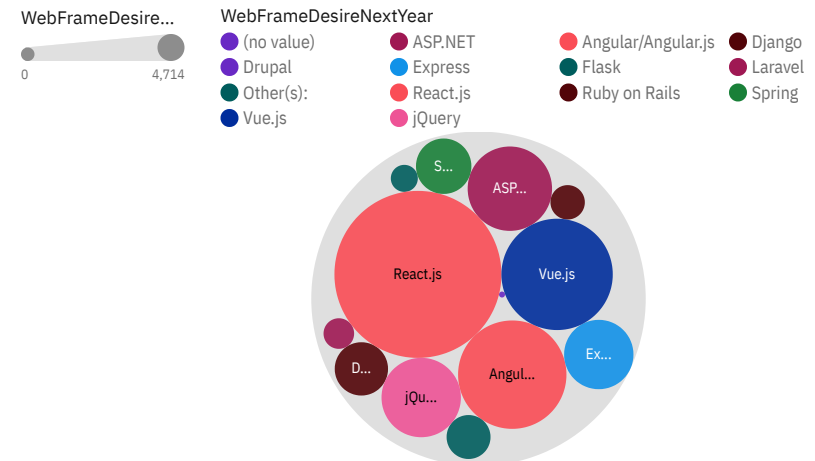 WebFrameDesire...
0
4,714
WebFrameDesireNextYear
(no value)
ASP.NET
Angular/Angular.js
Django
Drupal
Express
Flask
Laravel
Other(s):
React.js
Ruby on Rails
Spring
Vue.js
jQuery
S...
ASP...
React.js
Vue.js
Ex...
D...
Angul...
jQu...